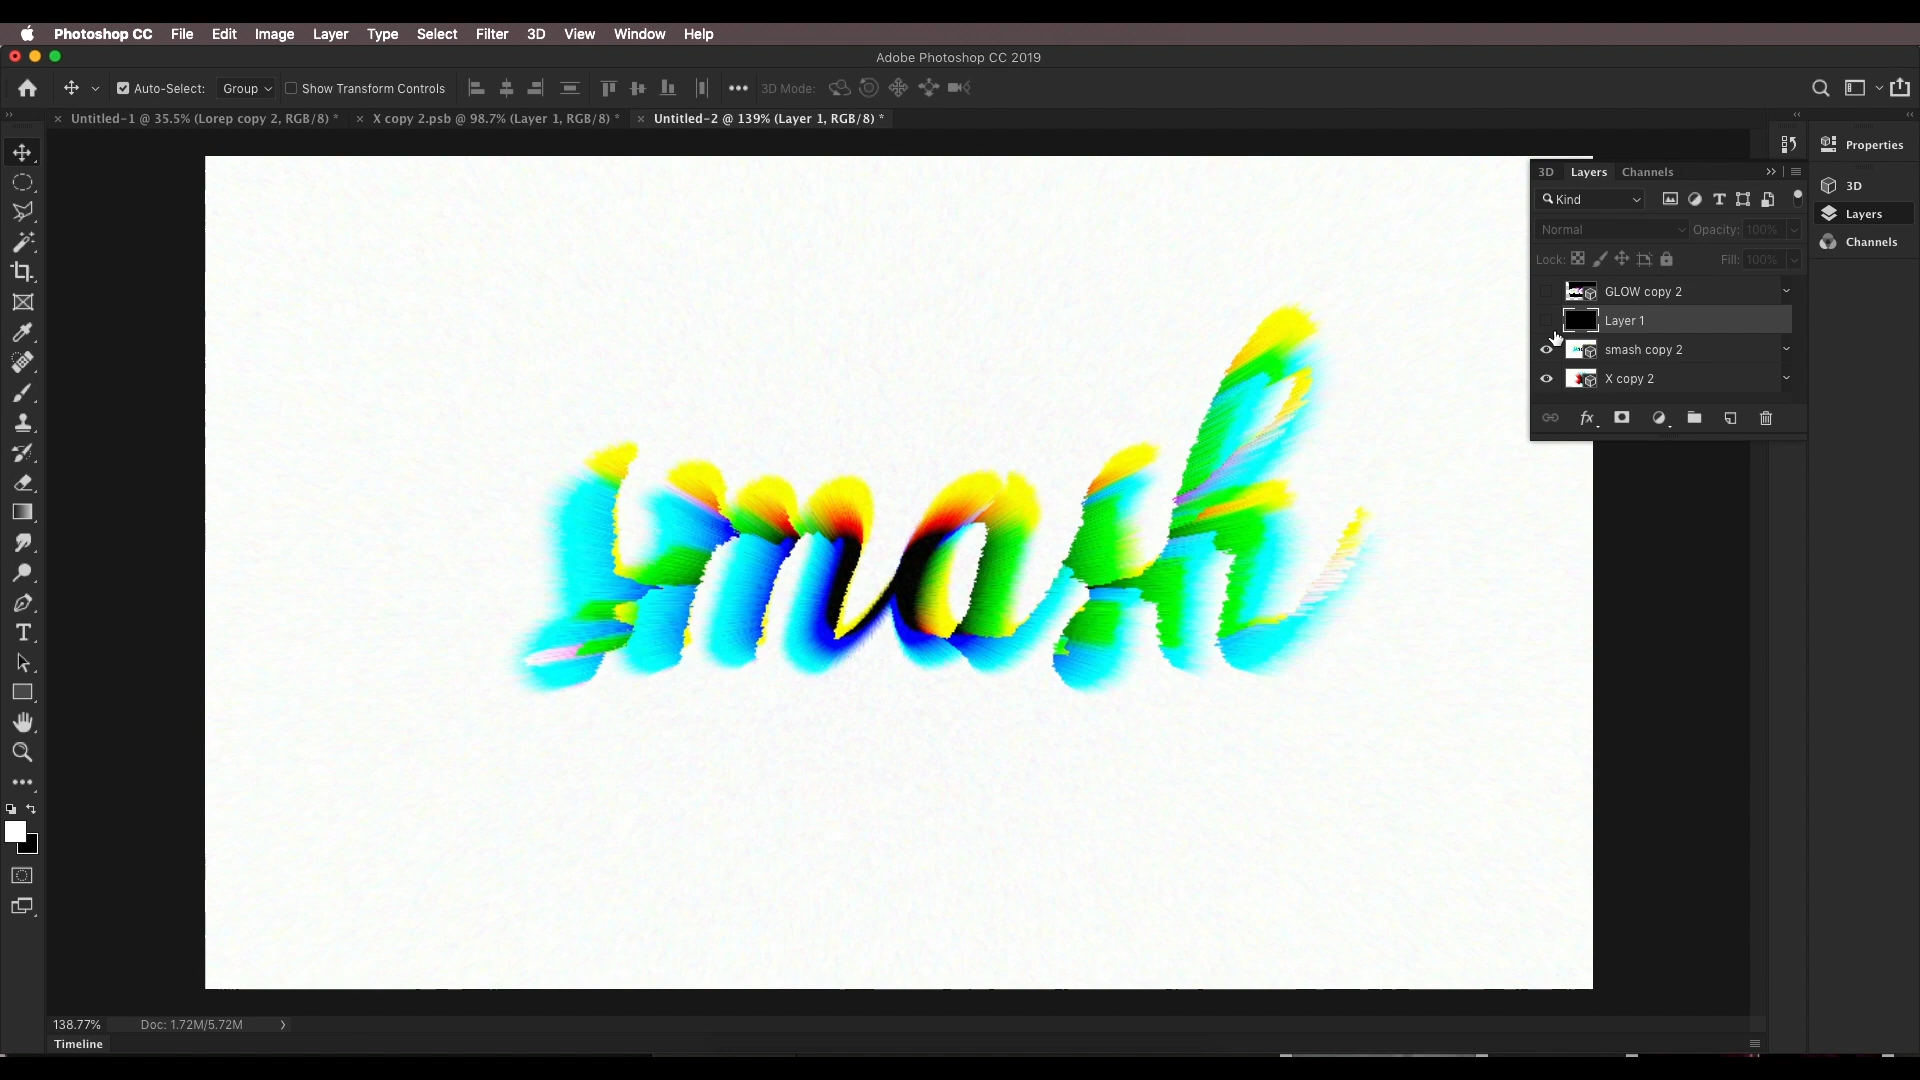 Photoshop CC File Edit Image Layer Type Select Filter 3D View Window Help
Adobe Photoshop CC 2019
Auto-Select: Group Show Transform Controls 3D Mode:
Untitled-1 @ 35.5% (Lorep copy 2, RGB/8) * X copy 2.psb @ 98.7% (Layer 1, RGB/8) * Untitled-2 @ 139% (Layer 1, RGB/8) *
Properties
3D
Layers
Channels
3D Layers Channels
Kind
Normal Opacity: 100%
Lock: Fill: 100%
GLOW copy 2
Layer 1
smash copy 2
X copy 2
smash
138.77% Doc: 1.72M/5.72M
Timeline